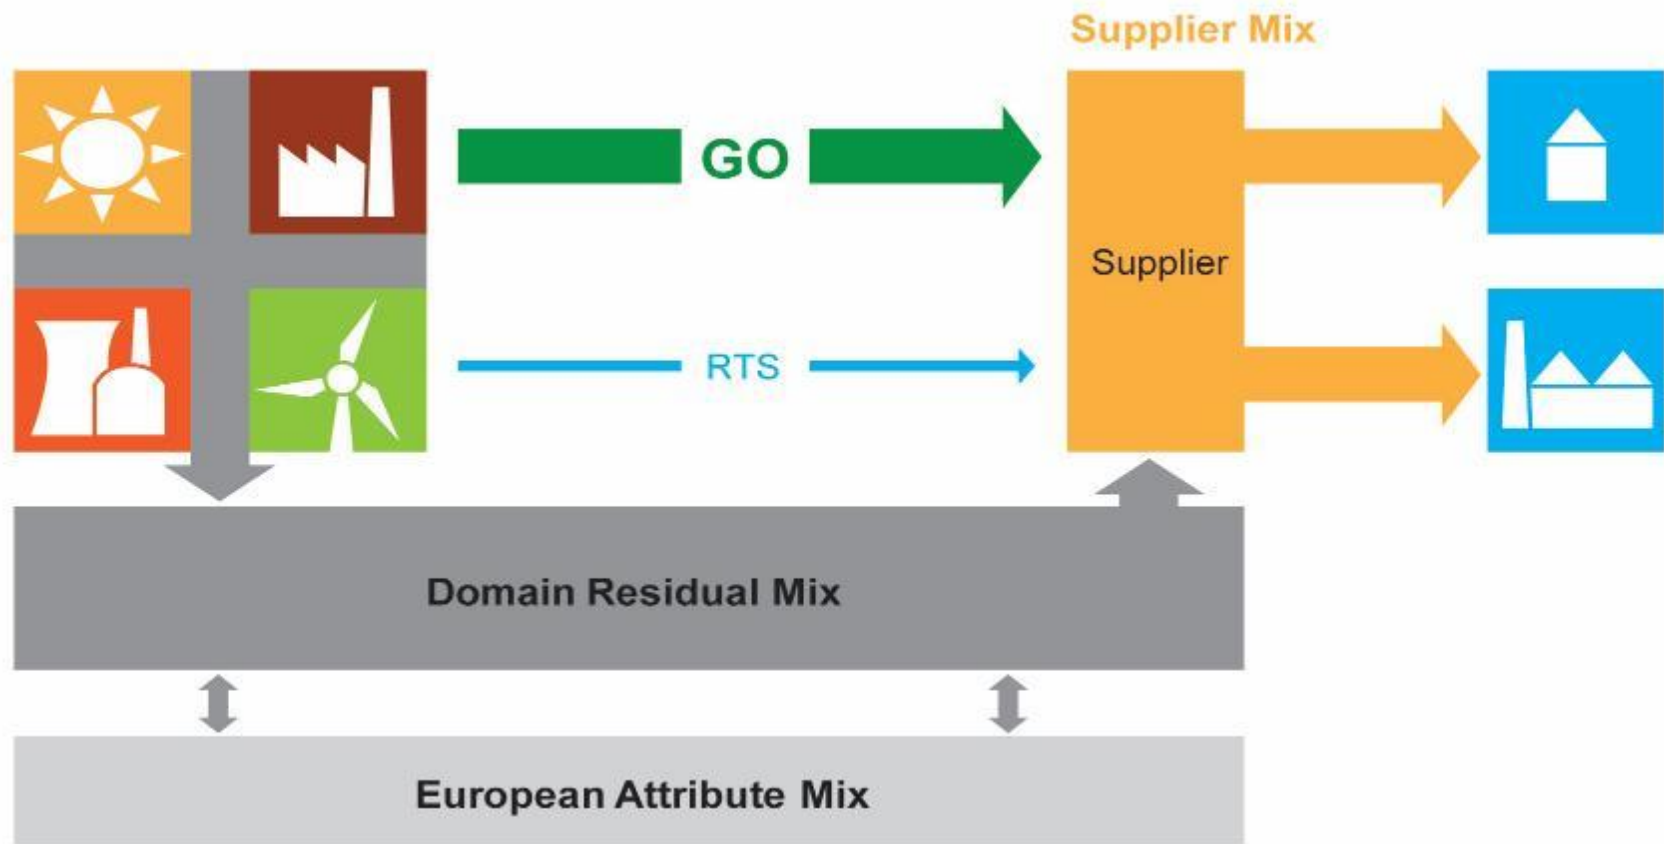 Supplier Mix
GO
Supplier
RTS
Domain Residual Mix
European Attribute Mix